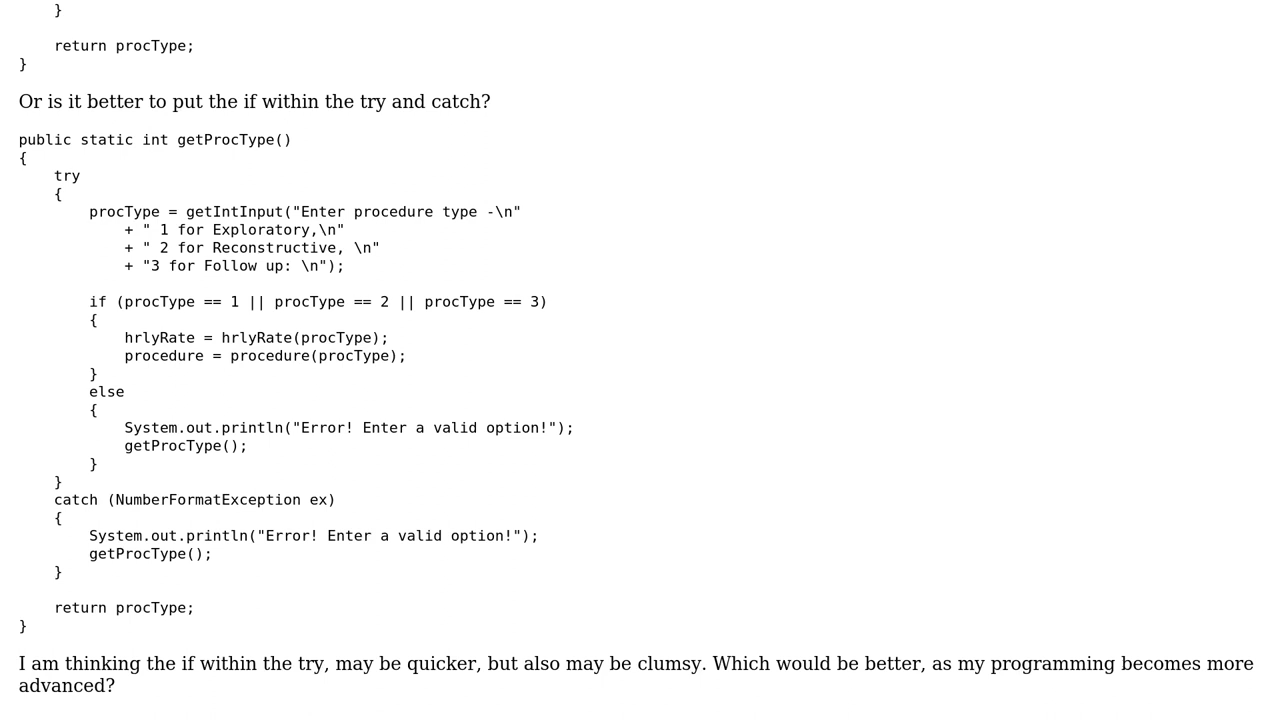 }

    return procType;
}
Or is it better to put the if within the try and catch?
public static int getProcType()
{
    try
    {
        procType = getIntInput("Enter procedure type -\n"
            + " 1 for Exploratory,\n"
            + " 2 for Reconstructive, \n"
            + "3 for Follow up: \n");

        if (procType == 1 || procType == 2 || procType == 3)
        {
            hrlyRate = hrlyRate(procType);
            procedure = procedure(procType);
        }
        else
        {
            System.out.println("Error! Enter a valid option!");
            getProcType();
        }
    }
    catch (NumberFormatException ex)
    {
        System.out.println("Error! Enter a valid option!");
        getProcType();
    }

    return procType;
}
I am thinking the if within the try, may be quicker, but also may be clumsy. Which would be better, as my programming becomes more
advanced?